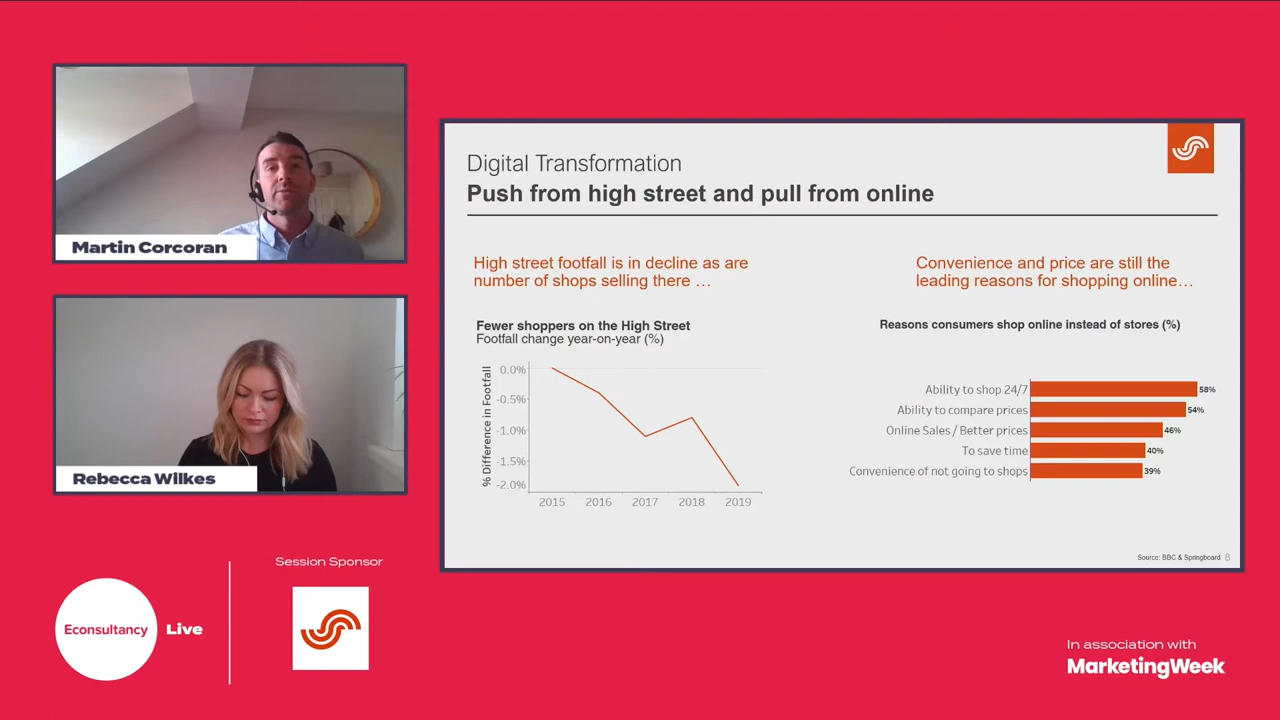 Martin Corcoran
Rebecca Wilkes
Econsultancy
Live
Session Sponsor
Digital Transformation
Push from high street and pull from online
High street footfall is in decline as are
number of shops selling there …
Fewer shoppers on the High Street
Footfall change year-on-year (%)
% Difference in Footfall
0.0%
-0.5%
-1.0%
-1.5%
-2.0%
2015 2016 2017 2018 2019
Convenience and price are still the
leading reasons for shopping online…
Reasons consumers shop online instead of stores (%)
Ability to shop 24/7 58%
Ability to compare prices 54%
Online Sales / Better prices 46%
To save time 40%
Convenience of not going to shops 39%
Source: BBC & Springboard 8
In association with
MarketingWeek